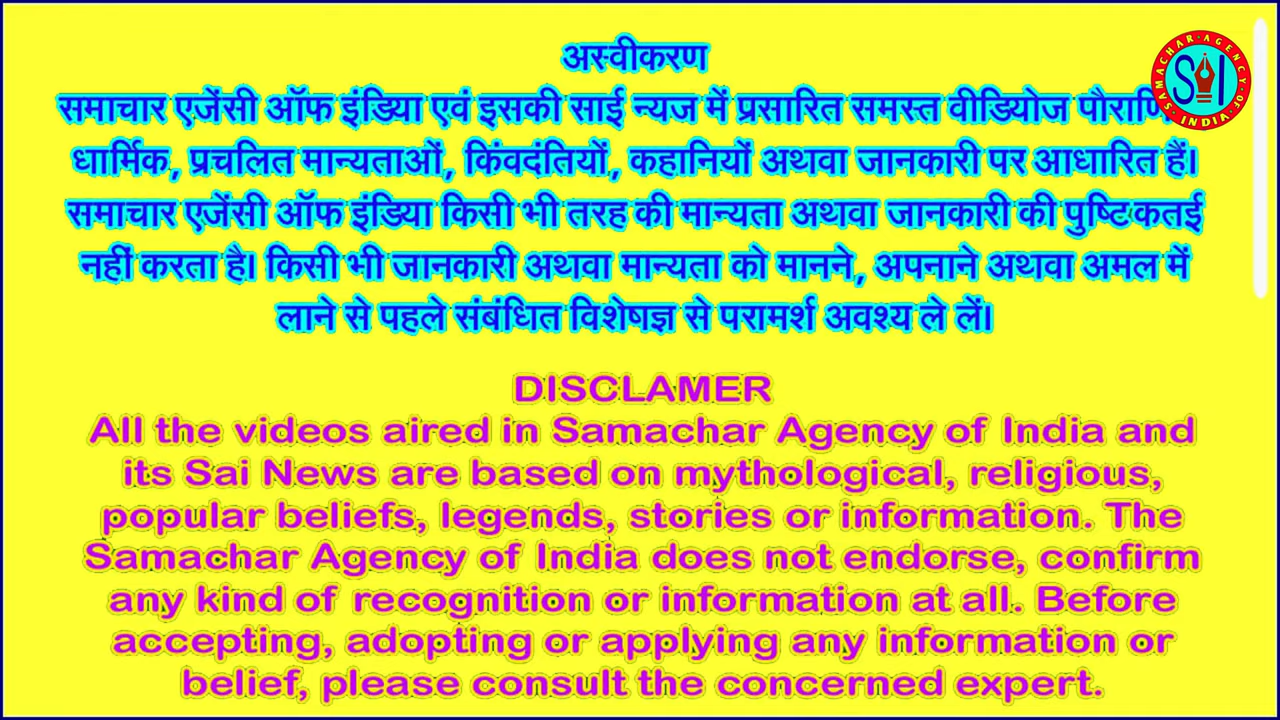 अस्वीकरण
समाचार एजेंसी ऑफ इंडिया एवं इसकी साई न्यज में प्रसारित समस्त वीडियोज
धार्मिक, प्रचलित मान्यताओं, किंवदंतियों, कहानियों अथवा जानकारी पर आधारित हैं।
समाचार एजेंसी ऑफ इंडिया किसी भी तरह की मान्यता अथवा जानकारी की पुष्टि कतई
नहीं करता है। किसी भी जानकारी अथवा मान्यता को मानने, अपनाने अथवा अमल में
लाने से पहले संबंधित विशेषज्ञ से परामर्श अवश्य ले लें।
SAMACHAR AGENCY OF INDIA
SAI
DISCLAMER
All the videos aired in Samachar Agency of India and
its Sai News are based on mythological, religious,
popular beliefs, legends, stories or information. The
Samachar Agency of India does not endorse, confirm
any kind of recognition or information at all. Before
accepting, adopting or applying any information or
belief, please consult the concerned expert.